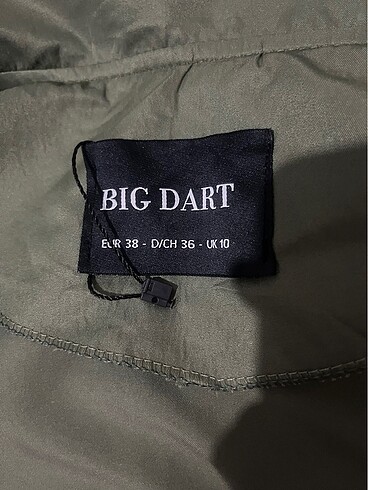 BIG DART
EUR 38 - D/CH 36 - UK 10